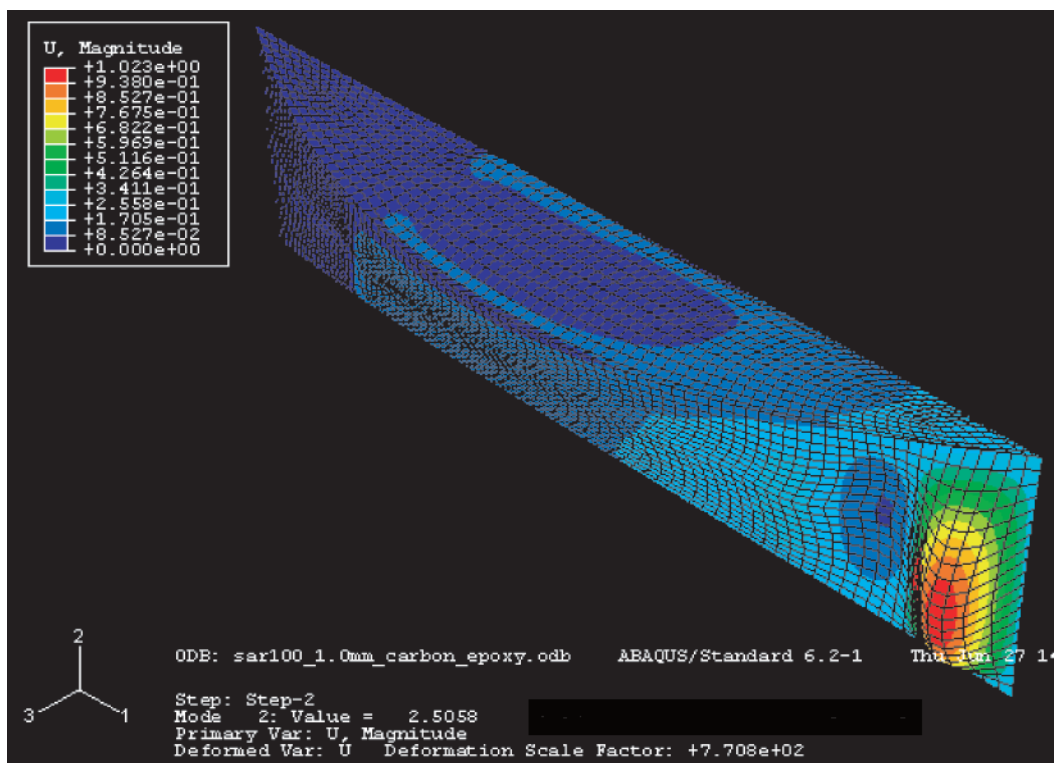 U, Magnitude
+1.023e+00
+9.380e-01
+8.527e-01
+7.675e-01
+6.822e-01
+5.969e-01
+5.116e-01
+4.264e-01
+3.411e-01
+2.558e-01
+1.705e-01
+8.527e-02
+0.000e+00
2
3
1
ODB: sar100_1.0mm_carbon_epoxy.odb ABAQUS/Standard 6.2-1 Thu Jun 27
Step: Step-2
Mode 2: Value = 2.5058
Primary Var: U, Magnitude
Deformed Var: U Deformation Scale Factor: +7.708e+02